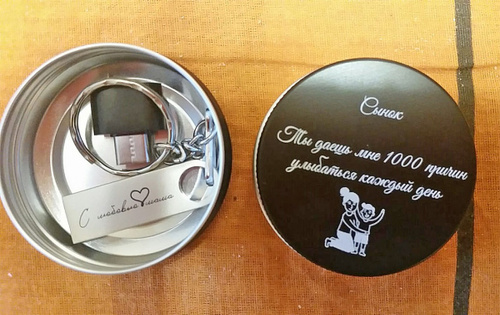 С любовью мама
Сынок
Ты даешь мне 1000 причин
улыбаться каждый день